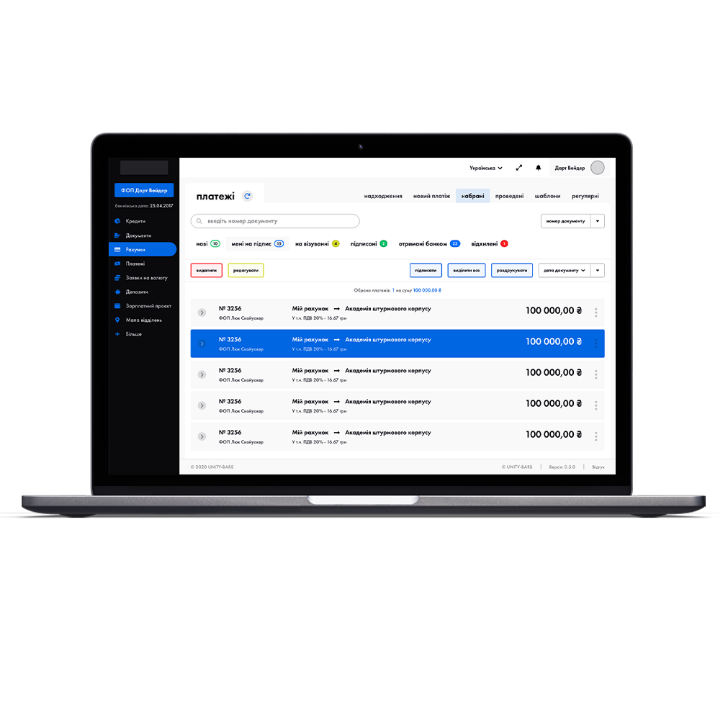 Українська
Дарт Вейдер
ФОП Дарт Вейдер
Банківська дата: 25.04.2017
Кредити
Документи
Рахунки
Платежі
Заявки на валюту
Депозити
Зарплатний проєкт
Мапа відділень
Більше
платежі
надходження новий платіж набрані проведені шаблони регулярні
введіть номер документу
номер документу
нові 10 мені на підпис 13 на візуванні 4 підписані 2 отримані банком 23 відхилені 1
видалити редагувати підписати виділити все роздрукувати дата документу
Обрано платежів: 1 на суму 100 000,00 ₴
№ 3256 Мій рахунок → Академія штурмового корпусу 100 000,00 ₴
ФОП Люк Скайуокер У т.ч. ПДВ 20% - 16.67 грн
№ 3256 Мій рахунок → Академія штурмового корпусу 100 000,00 ₴
ФОП Люк Скайуокер У т.ч. ПДВ 20% - 16.67 грн
№ 3256 Мій рахунок → Академія штурмового корпусу 100 000,00 ₴
ФОП Люк Скайуокер У т.ч. ПДВ 20% - 16.67 грн
№ 3256 Мій рахунок → Академія штурмового корпусу 100 000,00 ₴
ФОП Люк Скайуокер У т.ч. ПДВ 20% - 16.67 грн
№ 3256 Мій рахунок → Академія штурмового корпусу 100 000,00 ₴
ФОП Люк Скайуокер У т.ч. ПДВ 20% - 16.67 грн
© 2020 UNITY-BARS © UNITY-BARS | Версія: 0.2.0 | Відгук